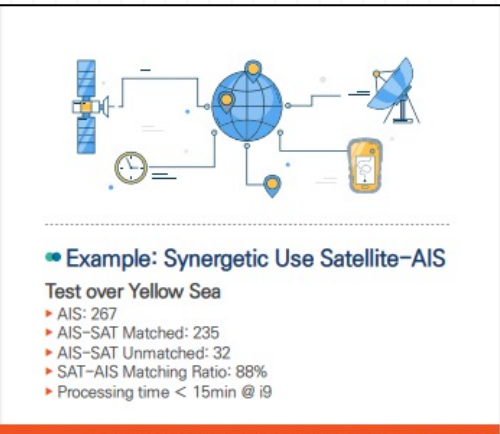 Example: Synergetic Use Satellite-AIS
Test over Yellow Sea
AIS: 267
AIS-SAT Matched: 235
AIS-SAT Unmatched: 32
SAT-AIS Matching Ratio: 88%
Processing time < 15min @ i9